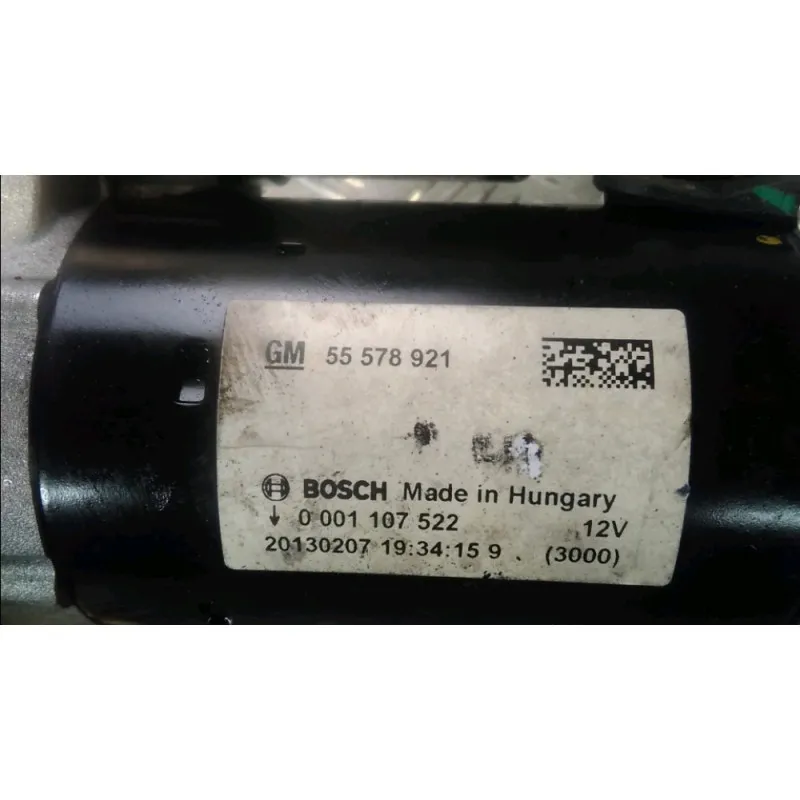 GM 55 578 921
BOSCH Made in Hungary
↓ 0 001 107 522 12V
20130207 19:34:15 9 (3000)